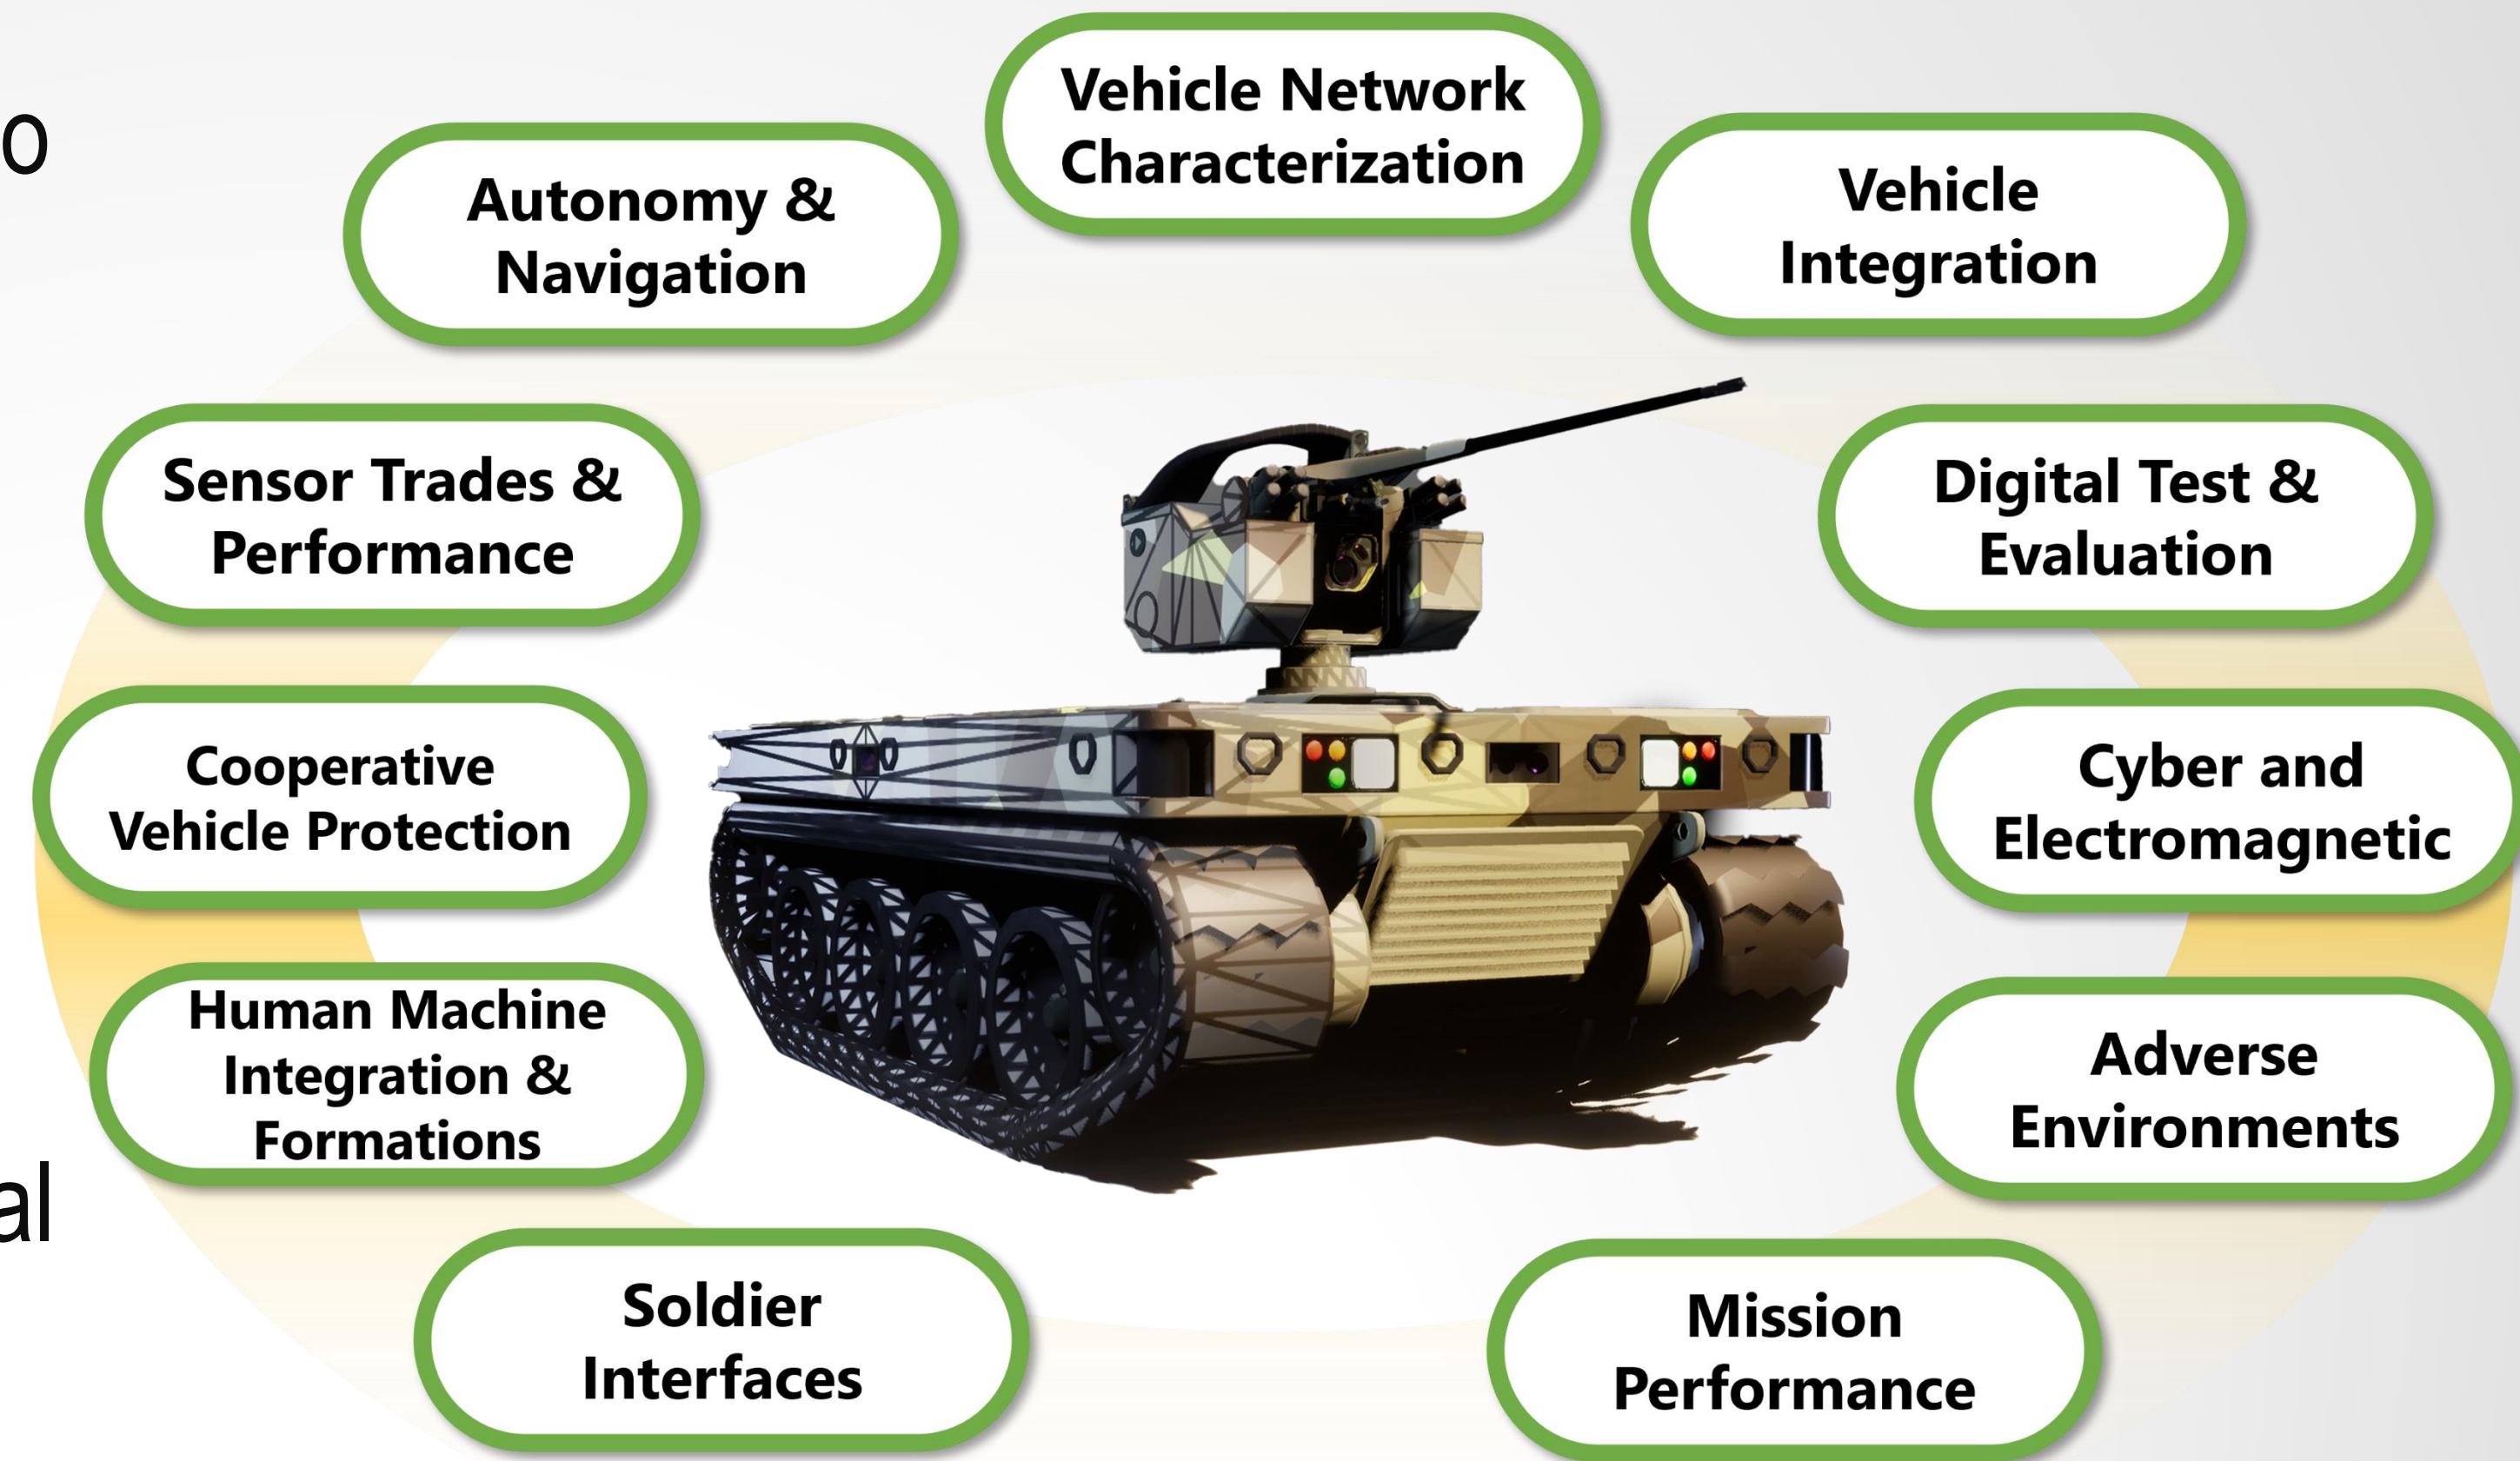 o
al
Vehicle Network
Characterization
Autonomy &
Navigation
Vehicle
Integration
Sensor Trades &
Performance
Digital Test &
Evaluation
Cooperative
Vehicle Protection
Cyber and
Electromagnetic
Human Machine
Integration &
Formations
Adverse
Environments
Soldier
Interfaces
Mission
Performance